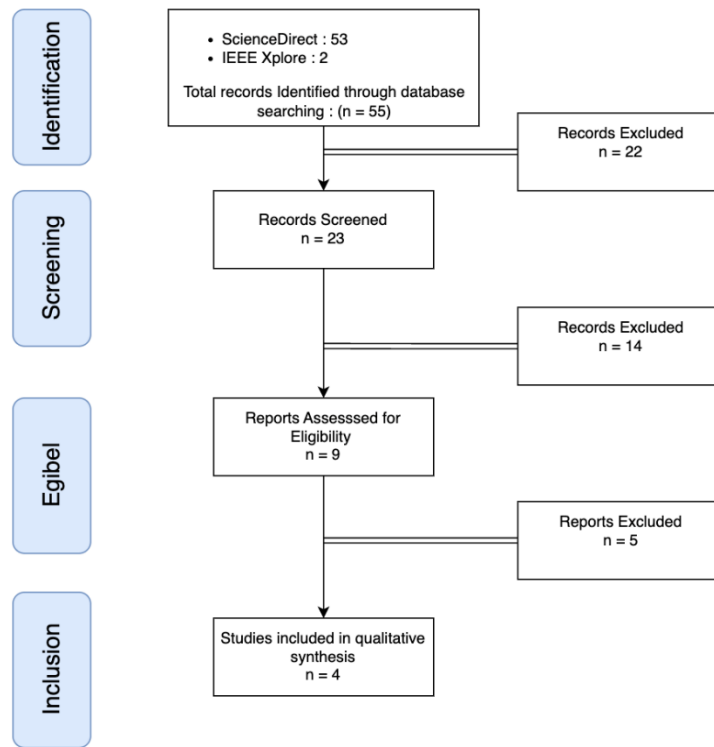 Identification
• ScienceDirect : 53
• IEEE Xplore : 2
Total records Identified through database
searching : (n = 55)
Records Excluded
n = 22
Screening
Records Screened
n = 23
Records Excluded
n = 14
Egibel
Reports Assesssed for
Eligibility
n = 9
Reports Excluded
n = 5
Inclusion
Studies included in qualitative
synthesis
n = 4